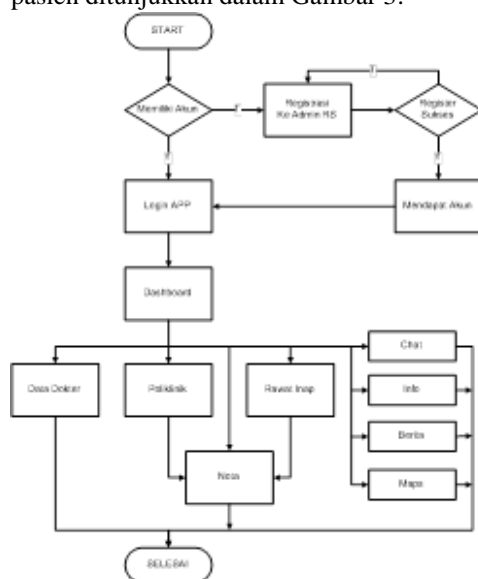 pasien ditunjukkan dalam Gambar 3.
START
Memiliki Akun
Registrasi
Ke Admin RS
Register
Sukses
Login APP
Mendapat Akun
Dashboard
Data Dokter
Poliklinik
Rawat Inap
Chat
Info
Berita
Maps
Nota
SELESAI